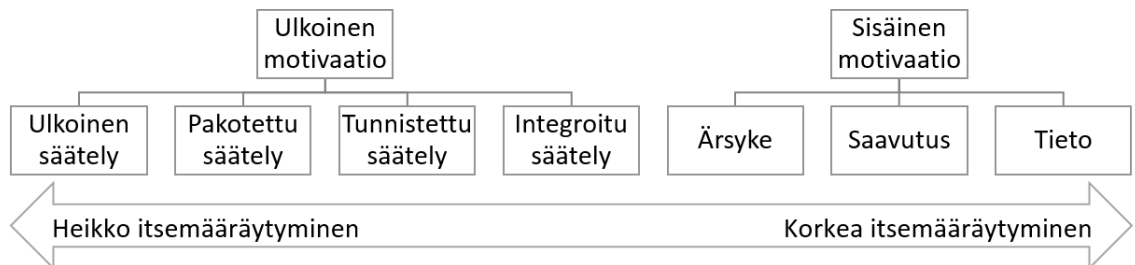 Ulkoinen
motivaatio
Sisäinen
motivaatio
Ulkoinen
säätely
Pakotettu
säätely
Tunnistettu
säätely
Integroitu
säätely
Ärsyke
Saavutus
Tieto
Heikko itsemääräytyminen
Korkea itsemääräytyminen